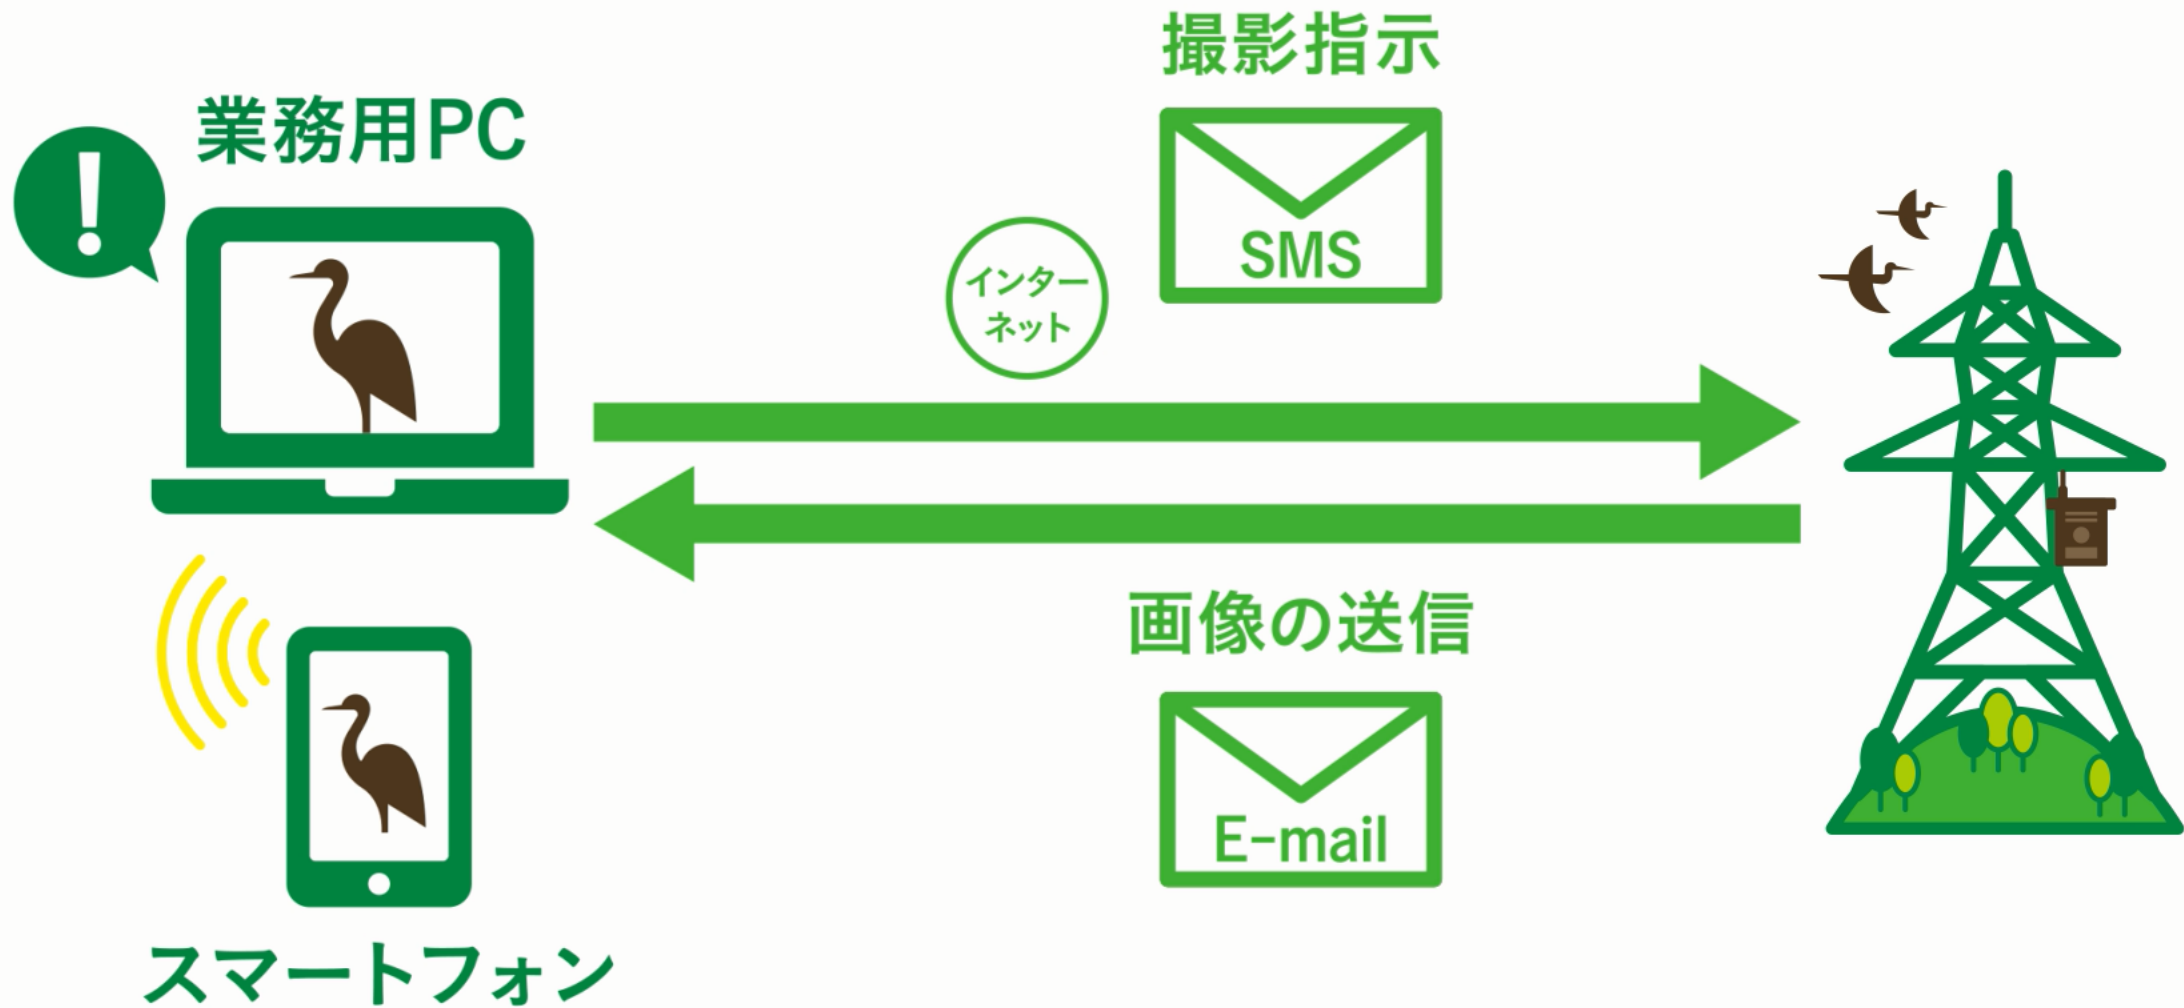 撮影指示
業務用PC
!
SMS
インター
ネット
画像の送信
E-mail
スマートフォン